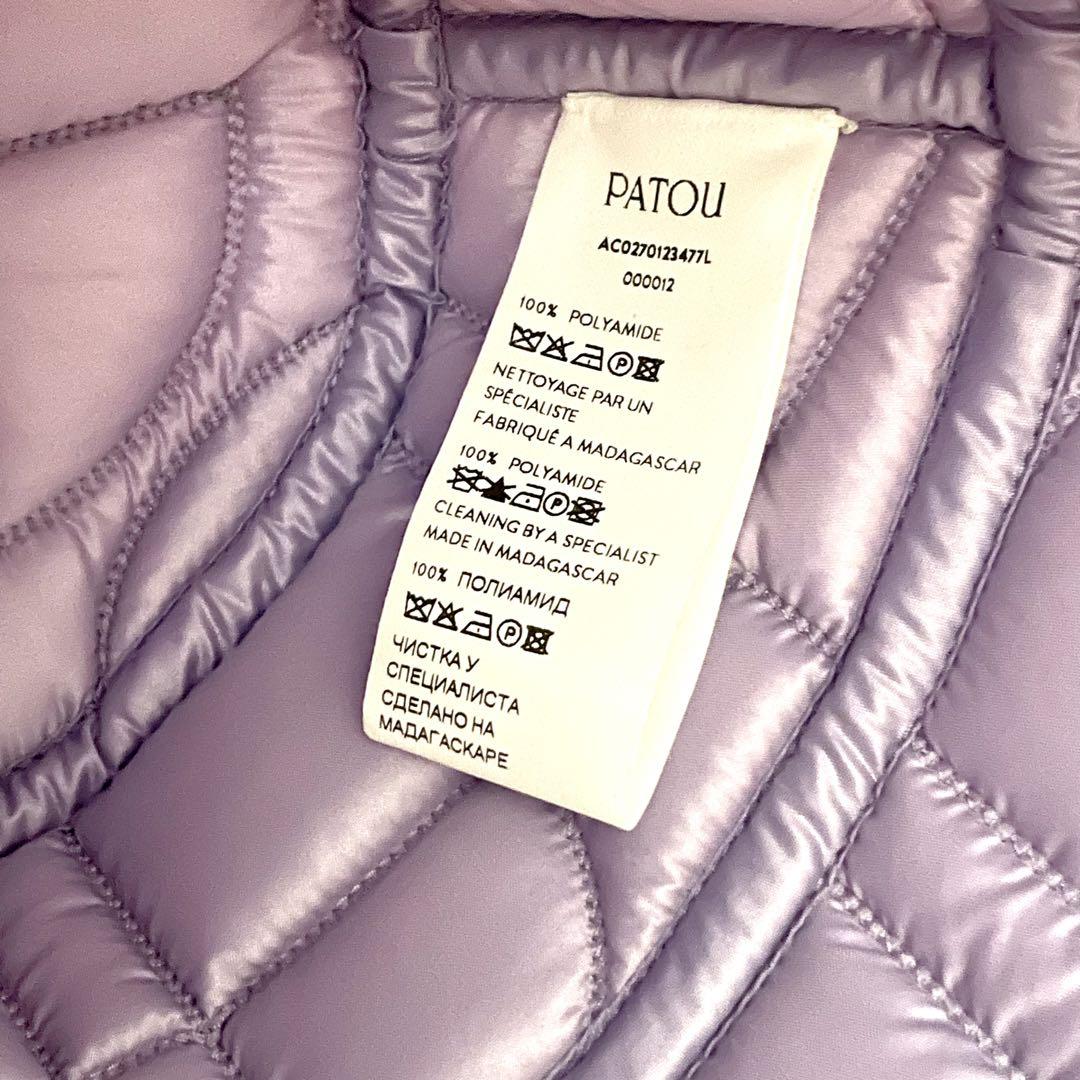 PATOU
AC0270123477L
000012
100% POLYAMIDE
P
NETTOYAGE PAR UN
SPÉCIALISTE
FABRIQUÉ A MADAGASCAR
100% POLYAMIDE
P
CLEANING BY A SPECIALIST
MADE IN MADAGASCAR
100% ПОЛИАМИД
P
ЧИСТКА У
СПЕЦИАЛИСТА
СДЕЛАНО НА
МАДАГАСКАРЕ